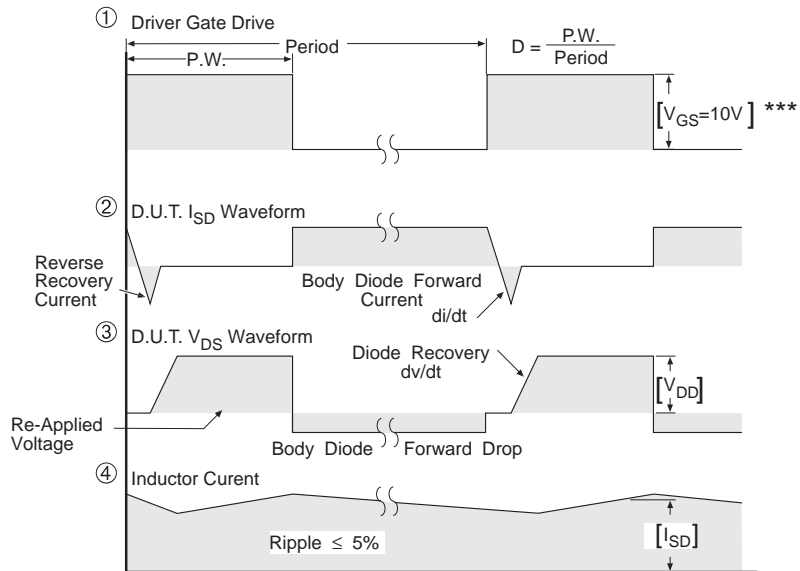 ① Driver Gate Drive
P.W.
Period
D = P.W.
Period
[VGS=10V] ***
② D.U.T. ISD Waveform
Reverse
Recovery
Current
Body Diode Forward
Current
di/dt
③ D.U.T. VDS Waveform
Diode Recovery
dv/dt
[VDD]
Re-Applied
Voltage
Body Diode Forward Drop
④ Inductor Curent
Ripple ≤ 5%
[ISD]